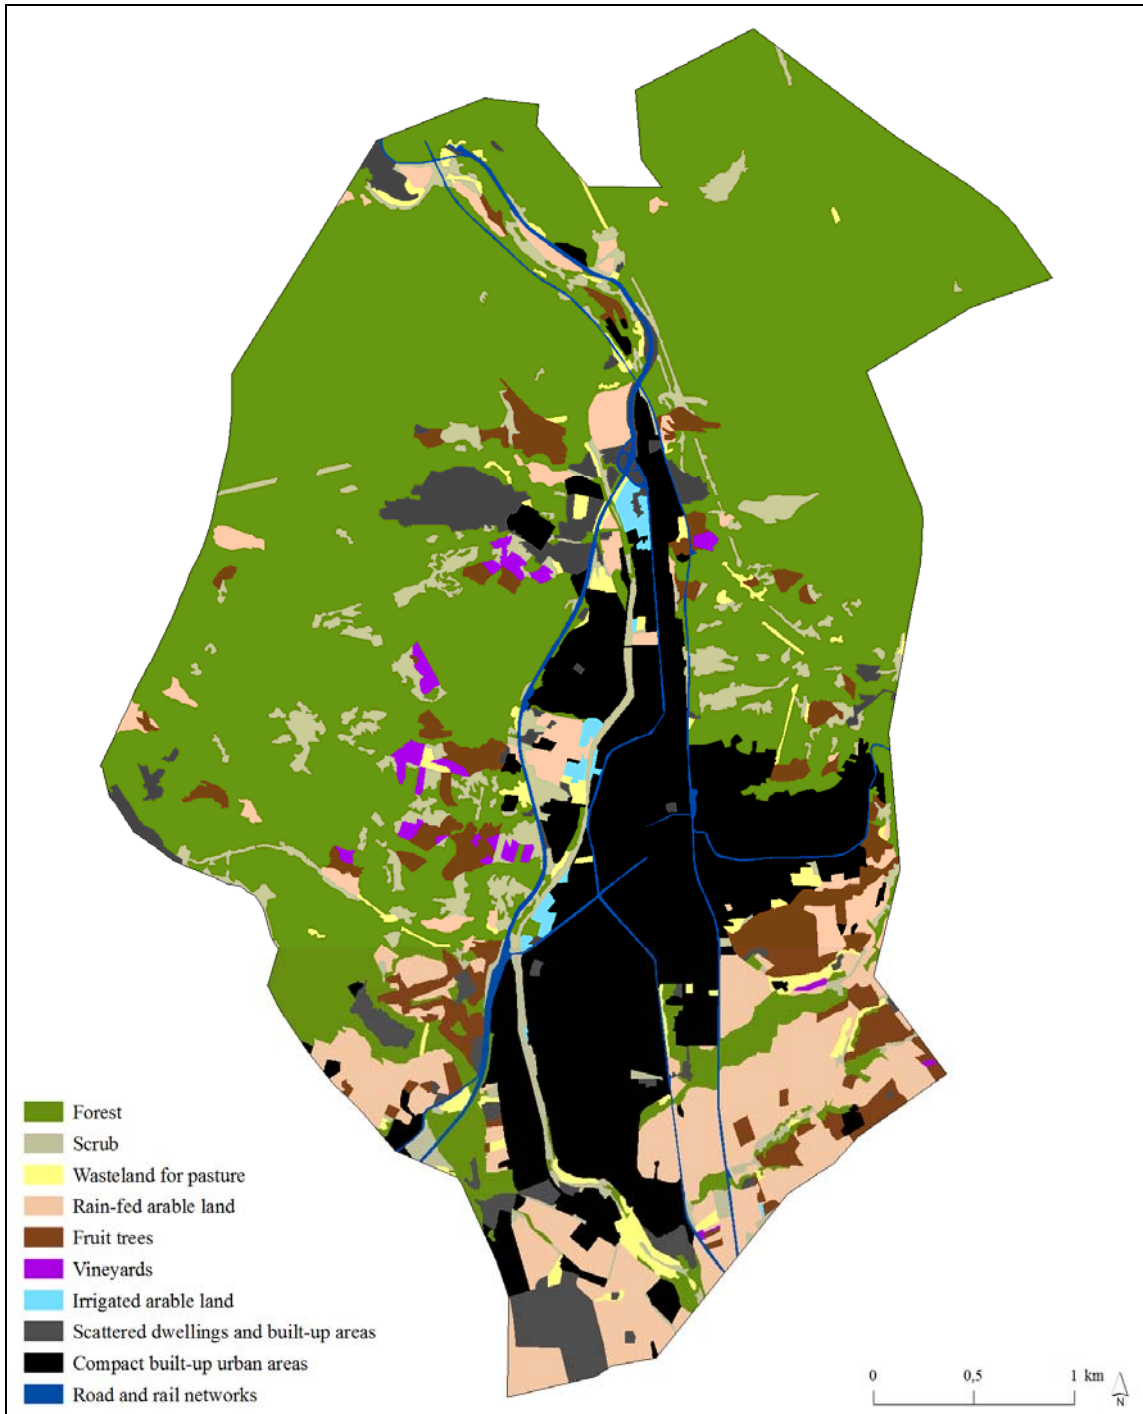 Forest
Scrub
Wasteland for pasture
Rain-fed arable land
Fruit trees
Vineyards
Irrigated arable land
Scattered dwellings and built-up areas
Compact built-up urban areas
Road and rail networks
0 0,5 1 km
N